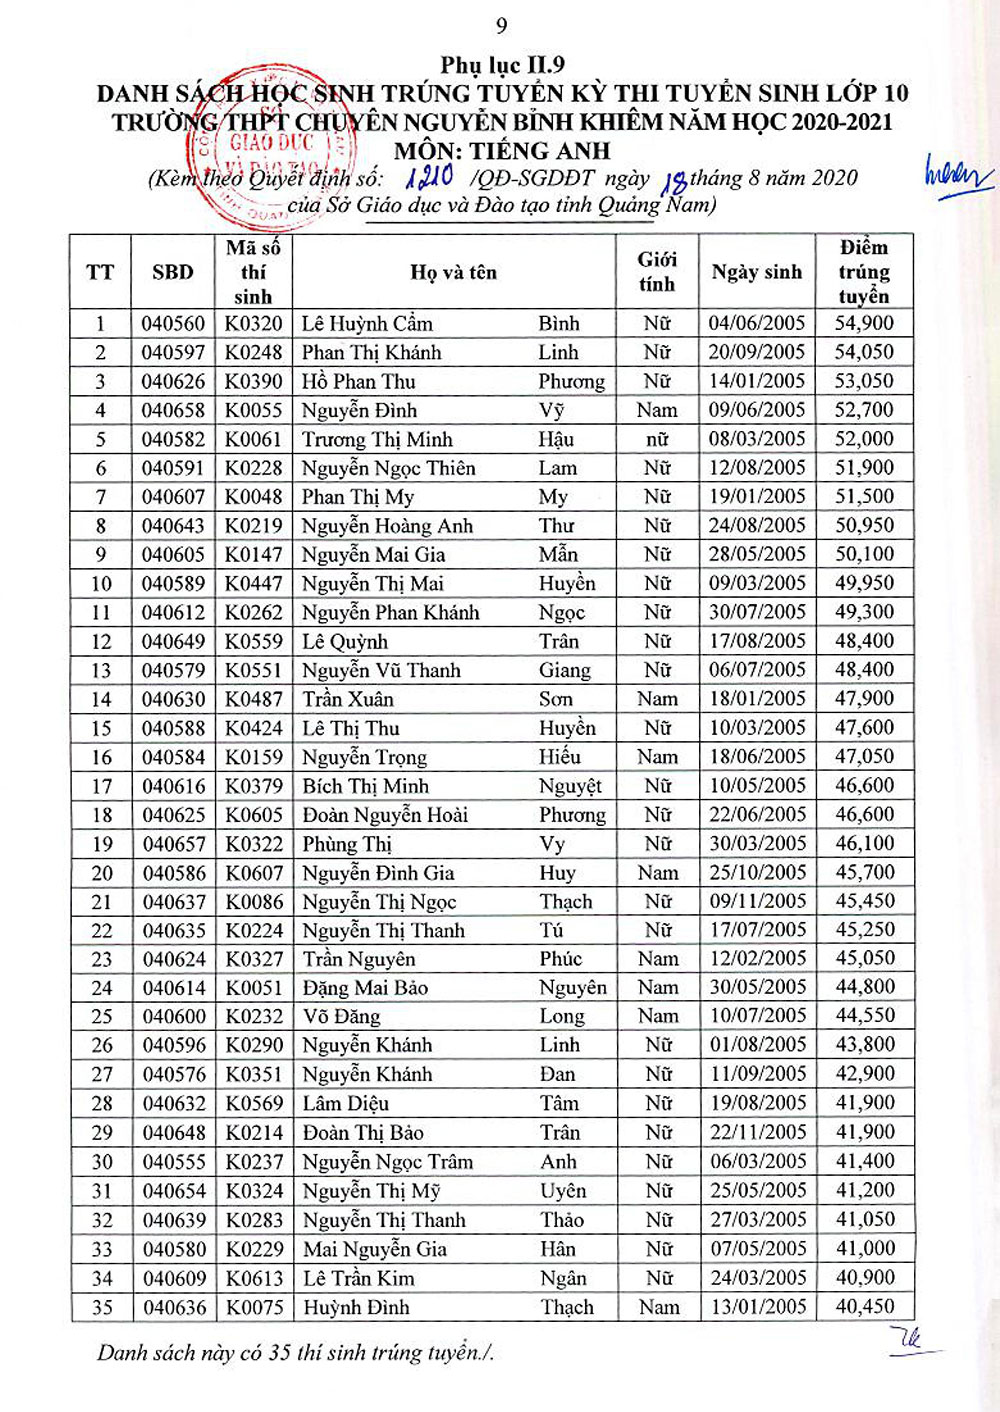 9
Phụ lục II.9
DANH SÁCH HỌC SINH TRÚNG TUYỂN KỲ THI TUYỂN SINH LỚP 10
TRƯỜNG THPT CHUYÊN NGUYỄN BỈNH KHIÊM NĂM HỌC 2020-2021
MÔN: TIẾNG ANH
(Kèm theo Quyết định số: 1210 /QĐ-SGDĐT ngày 18 tháng 8 năm 2020
của Sở Giáo dục và Đào tạo tỉnh Quảng Nam)
SỞ
GIÁO DỤC
VÀ ĐÀO TẠO
TT SBD Mã số thí sinh Họ và tên Giới tính Ngày sinh Điểm trúng tuyển
1 040560 K0320 Lê Huỳnh Cẩm Bình Nữ 04/06/2005 54,900
2 040597 K0248 Phan Thị Khánh Linh Nữ 20/09/2005 54,050
3 040626 K0390 Hồ Phan Thu Phương Nữ 14/01/2005 53,050
4 040658 K0055 Nguyễn Đình Vỹ Nam 09/06/2005 52,700
5 040582 K0061 Trương Thị Minh Hậu nữ 08/03/2005 52,000
6 040591 K0228 Nguyễn Ngọc Thiên Lam Nữ 12/08/2005 51,900
7 040607 K0048 Phan Thị My My Nữ 19/01/2005 51,500
8 040643 K0219 Nguyễn Hoàng Anh Thư Nữ 24/08/2005 50,950
9 040605 K0147 Nguyễn Mai Gia Mẫn Nữ 28/05/2005 50,100
10 040589 K0447 Nguyễn Thị Mai Huyền Nữ 09/03/2005 49,950
11 040612 K0262 Nguyễn Phan Khánh Ngọc Nữ 30/07/2005 49,300
12 040649 K0559 Lê Quỳnh Trân Nữ 17/08/2005 48,400
13 040579 K0551 Nguyễn Vũ Thanh Giang Nữ 06/07/2005 48,400
14 040630 K0487 Trần Xuân Sơn Nam 18/01/2005 47,900
15 040588 K0424 Lê Thị Thu Huyền Nữ 10/03/2005 47,600
16 040584 K0159 Nguyễn Trọng Hiếu Nam 18/06/2005 47,050
17 040616 K0379 Bích Thị Minh Nguyệt Nữ 10/05/2005 46,600
18 040625 K0605 Đoàn Nguyễn Hoài Phương Nữ 22/06/2005 46,600
19 040657 K0322 Phùng Thị Vy Nữ 30/03/2005 46,100
20 040586 K0607 Nguyễn Đình Gia Huy Nam 25/10/2005 45,700
21 040637 K0086 Nguyễn Thị Ngọc Thạch Nữ 09/11/2005 45,450
22 040635 K0224 Nguyễn Thị Thanh Tú Nữ 17/07/2005 45,250
23 040624 K0327 Trần Nguyên Phúc Nam 12/02/2005 45,050
24 040614 K0051 Đặng Mai Bảo Nguyên Nam 30/05/2005 44,800
25 040600 K0232 Võ Đăng Long Nam 10/07/2005 44,550
26 040596 K0290 Nguyễn Khánh Linh Nữ 01/08/2005 43,800
27 040576 K0351 Nguyễn Khánh Đan Nữ 11/09/2005 42,900
28 040632 K0569 Lâm Diệu Tâm Nữ 19/08/2005 41,900
29 040648 K0214 Đoàn Thị Bảo Trân Nữ 22/11/2005 41,900
30 040555 K0237 Nguyễn Ngọc Trâm Anh Nữ 06/03/2005 41,400
31 040654 K0324 Nguyễn Thị Mỹ Uyên Nữ 25/05/2005 41,200
32 040639 K0283 Nguyễn Thị Thanh Thảo Nữ 27/03/2005 41,050
33 040580 K0229 Mai Nguyễn Gia Hân Nữ 07/05/2005 41,000
34 040609 K0613 Lê Trần Kim Ngân Nữ 24/03/2005 40,900
35 040636 K0075 Huỳnh Đình Thạch Nam 13/01/2005 40,450
Danh sách này có 35 thí sinh trúng tuyển./.